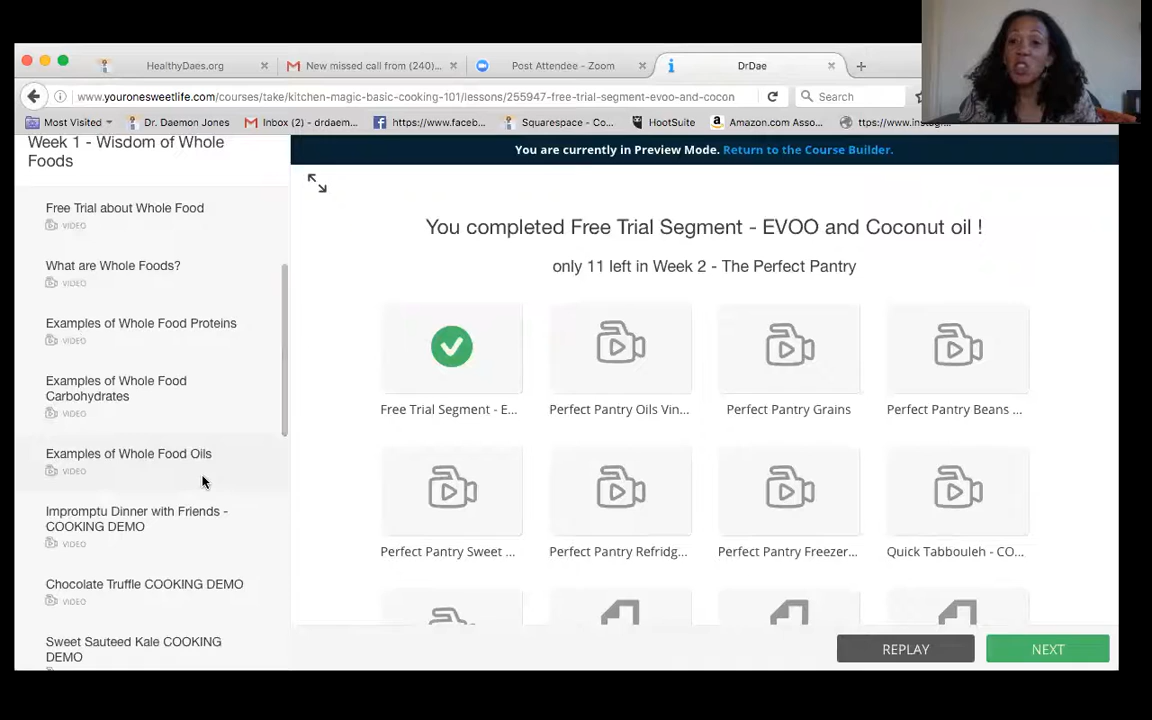 HealthyDaes.org
New missed call from (240)...
Post Attendee - Zoom
DrDae
www.youronesweetlife.com/courses/take/kitchen-magic-basic-cooking-101/lessons/255947-free-trial-segment-evoo-and-cocon
Search
Most Visited
Dr. Daemon Jones
Inbox (2) - drdaem...
https://www.faceb...
Squarespace - Co...
HootSuite
Amazon.com Asso...
ttps://www.instag...
Week 1 - Wisdom of Whole
Foods
You are currently in Preview Mode. Return to the Course Builder.
Free Trial about Whole Food
VIDEO
What are Whole Foods?
VIDEO
Examples of Whole Food Proteins
VIDEO
Examples of Whole Food
Carbohydrates
VIDEO
Examples of Whole Food Oils
VIDEO
Impromptu Dinner with Friends -
COOKING DEMO
VIDEO
Chocolate Truffle COOKING DEMO
VIDEO
Sweet Sauteed Kale COOKING
DEMO
You completed Free Trial Segment - EVOO and Coconut oil !
only 11 left in Week 2 - The Perfect Pantry
Free Trial Segment - E...
Perfect Pantry Oils Vin...
Perfect Pantry Grains
Perfect Pantry Beans ...
Perfect Pantry Sweet ...
Perfect Pantry Refridg...
Perfect Pantry Freezer...
Quick Tabbouleh - CO...
REPLAY
NEXT